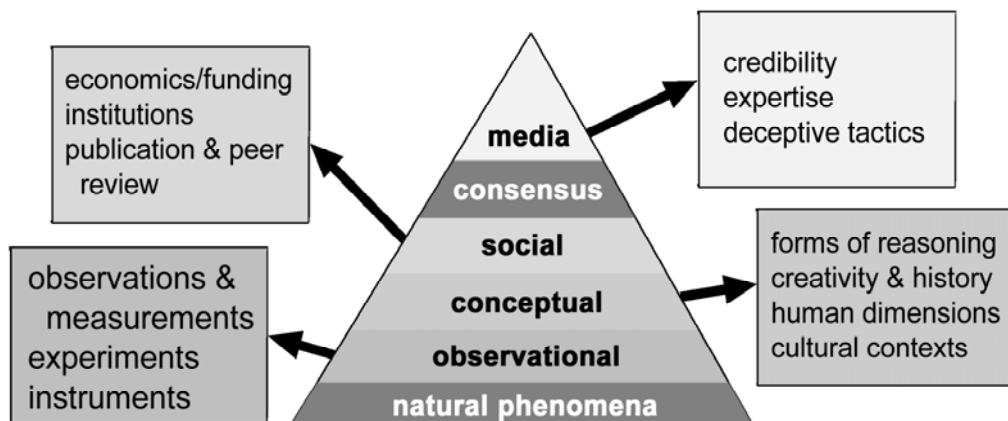 economics/funding
institutions
publication & peer
review
credibility
expertise
deceptive tactics
media
consensus
social
conceptual
observational
natural phenomena
observations &
measurements
experiments
instruments
forms of reasoning
creativity & history
human dimensions
cultural contexts